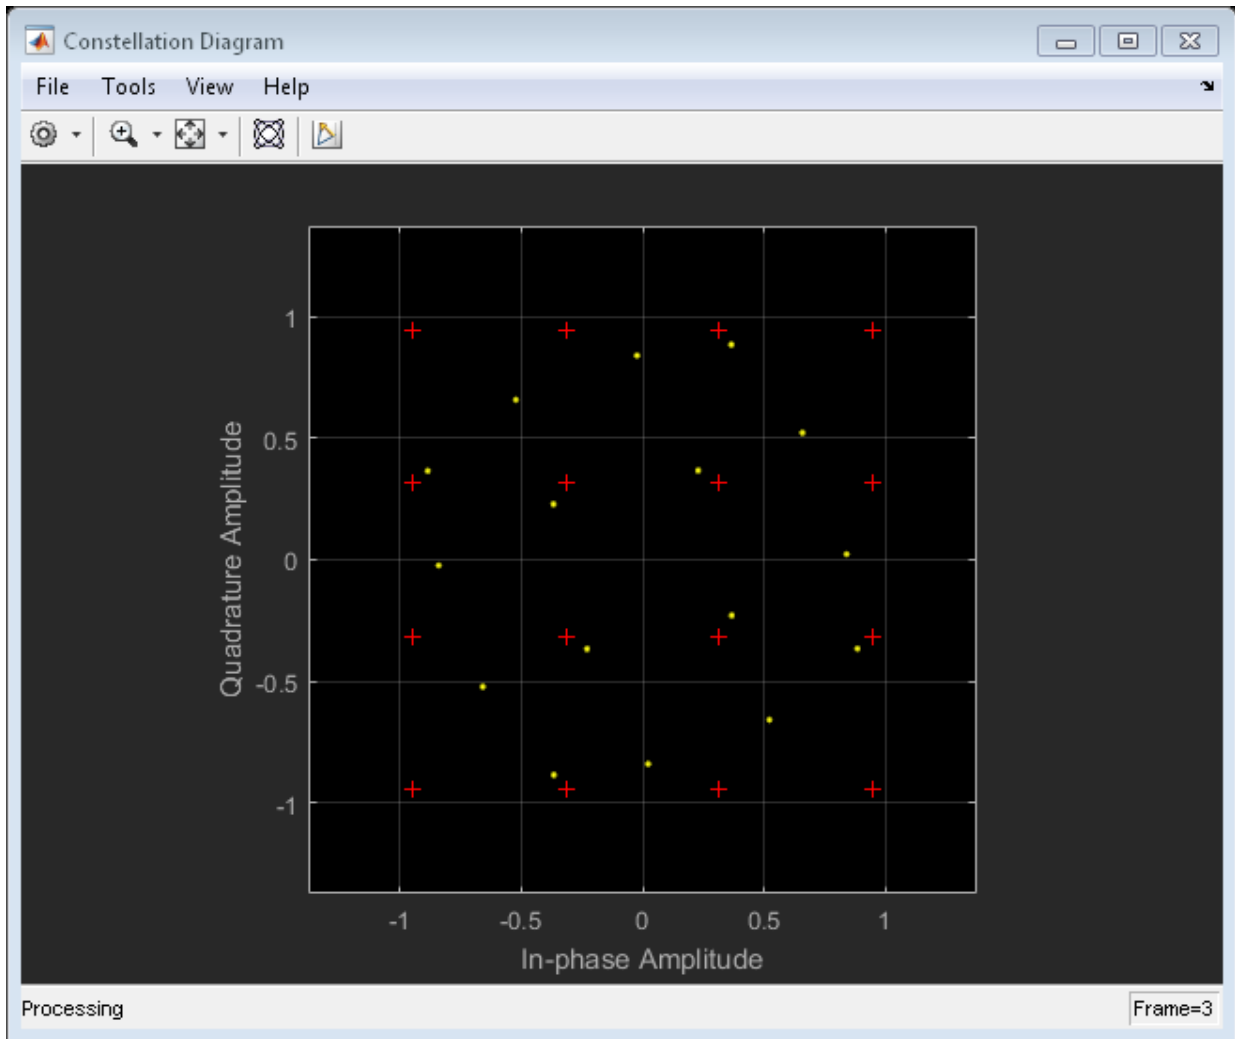 Constellation Diagram
File Tools View Help
1
0.5
0
-0.5
-1
Quadrature Amplitude
-1 -0.5 0 0.5 1
In-phase Amplitude
Processing Frame=3